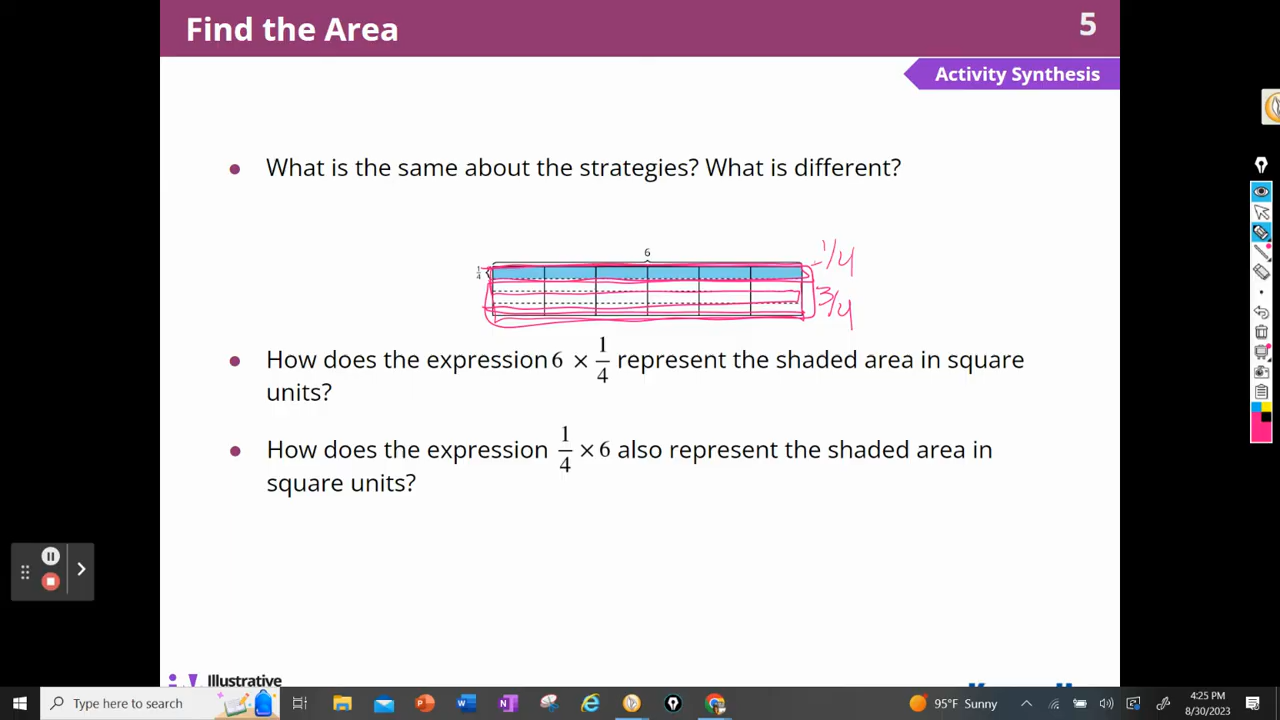 Find the Area
5
Activity Synthesis
What is the same about the strategies? What is different?
6
1/4
1/4
3/4
How does the expression 6 × 1/4 represent the shaded area in square
units?
How does the expression 1/4 × 6 also represent the shaded area in
square units?
Illustrative
Type here to search
95°F Sunny
4:25 PM
8/30/2023